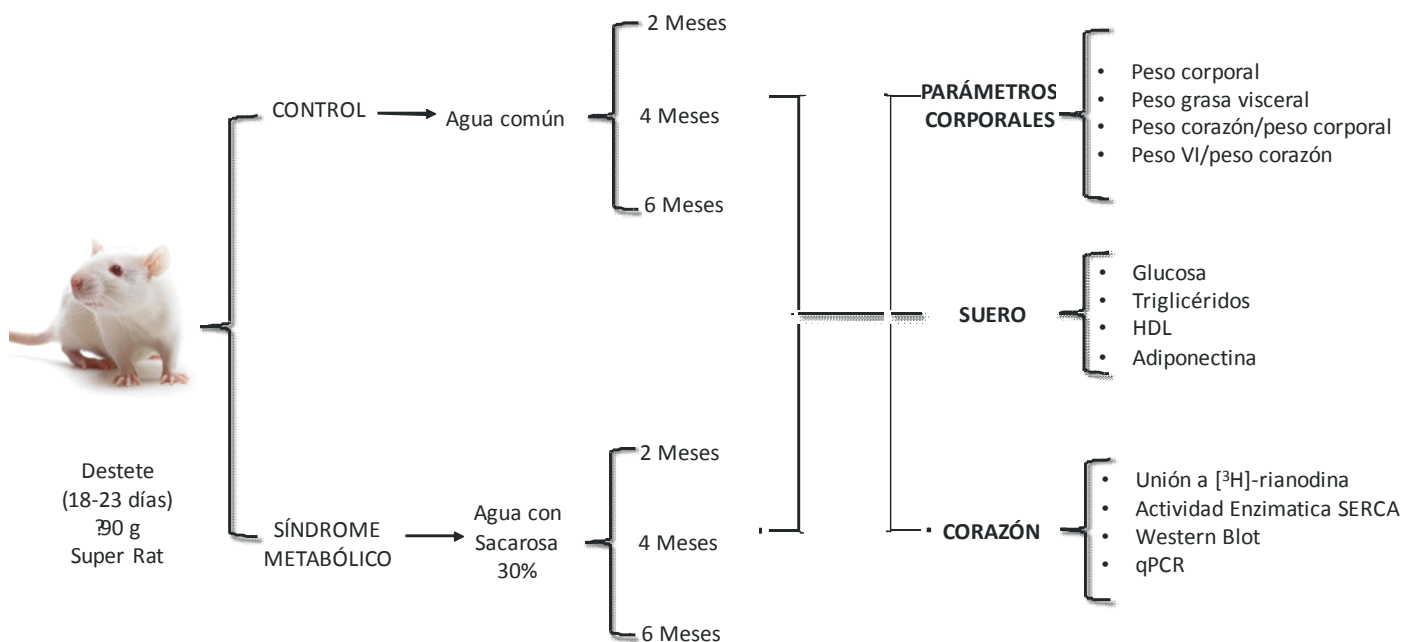 2 Meses
CONTROL
Agua común
4 Meses
6 Meses
Destete
(18-23 días)
90 g
Super Rat
SÍNDROME
METABÓLICO
Agua con
Sacarosa
30%
2 Meses
4 Meses
6 Meses
PARÁMETROS
CORPORALES
• Peso corporal
• Peso grasa visceral
• Peso corazón/peso corporal
• Peso VI/peso corazón
SUERO
• Glucosa
• Triglicéridos
• HDL
• Adiponectina
CORAZÓN
• Unión a [³H]-rianodina
• Actividad Enzimatica SERCA
• Western Blot
• qPCR